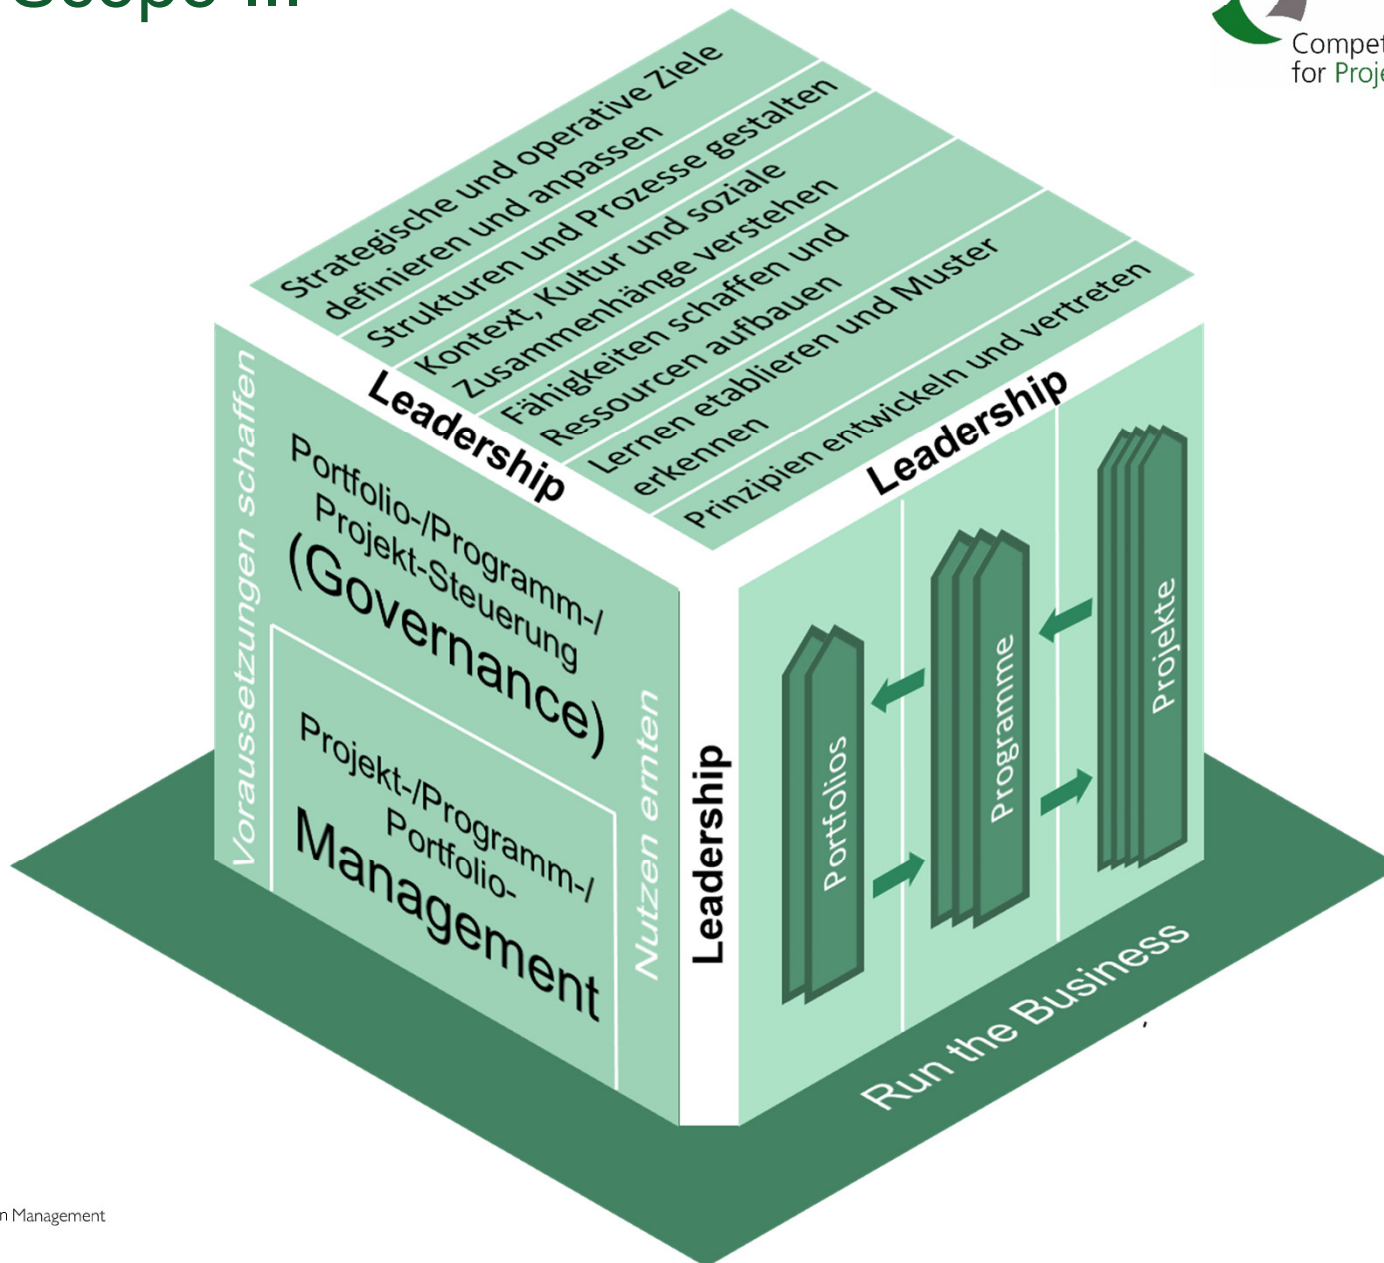 Compet
for Proje
Strategische und operative Ziele
definieren und anpassen
Strukturen und Prozesse gestalten
Kontext, Kultur und soziale
Zusammenhänge verstehen
Fähigkeiten schaffen und
Ressourcen aufbauen
Lernen etablieren und Muster
erkennen
Prinzipien entwickeln und vertreten
Leadership
Leadership
Leadership
Voraussetzungen schaffen
Portfolio-/Programm-/
Projekt-Steuerung
(Governance)
Projekt-/Programm-/
Portfolio-
Management
Nutzen ernten
Portfolios
Programme
Projekte
Run the Business
n Management